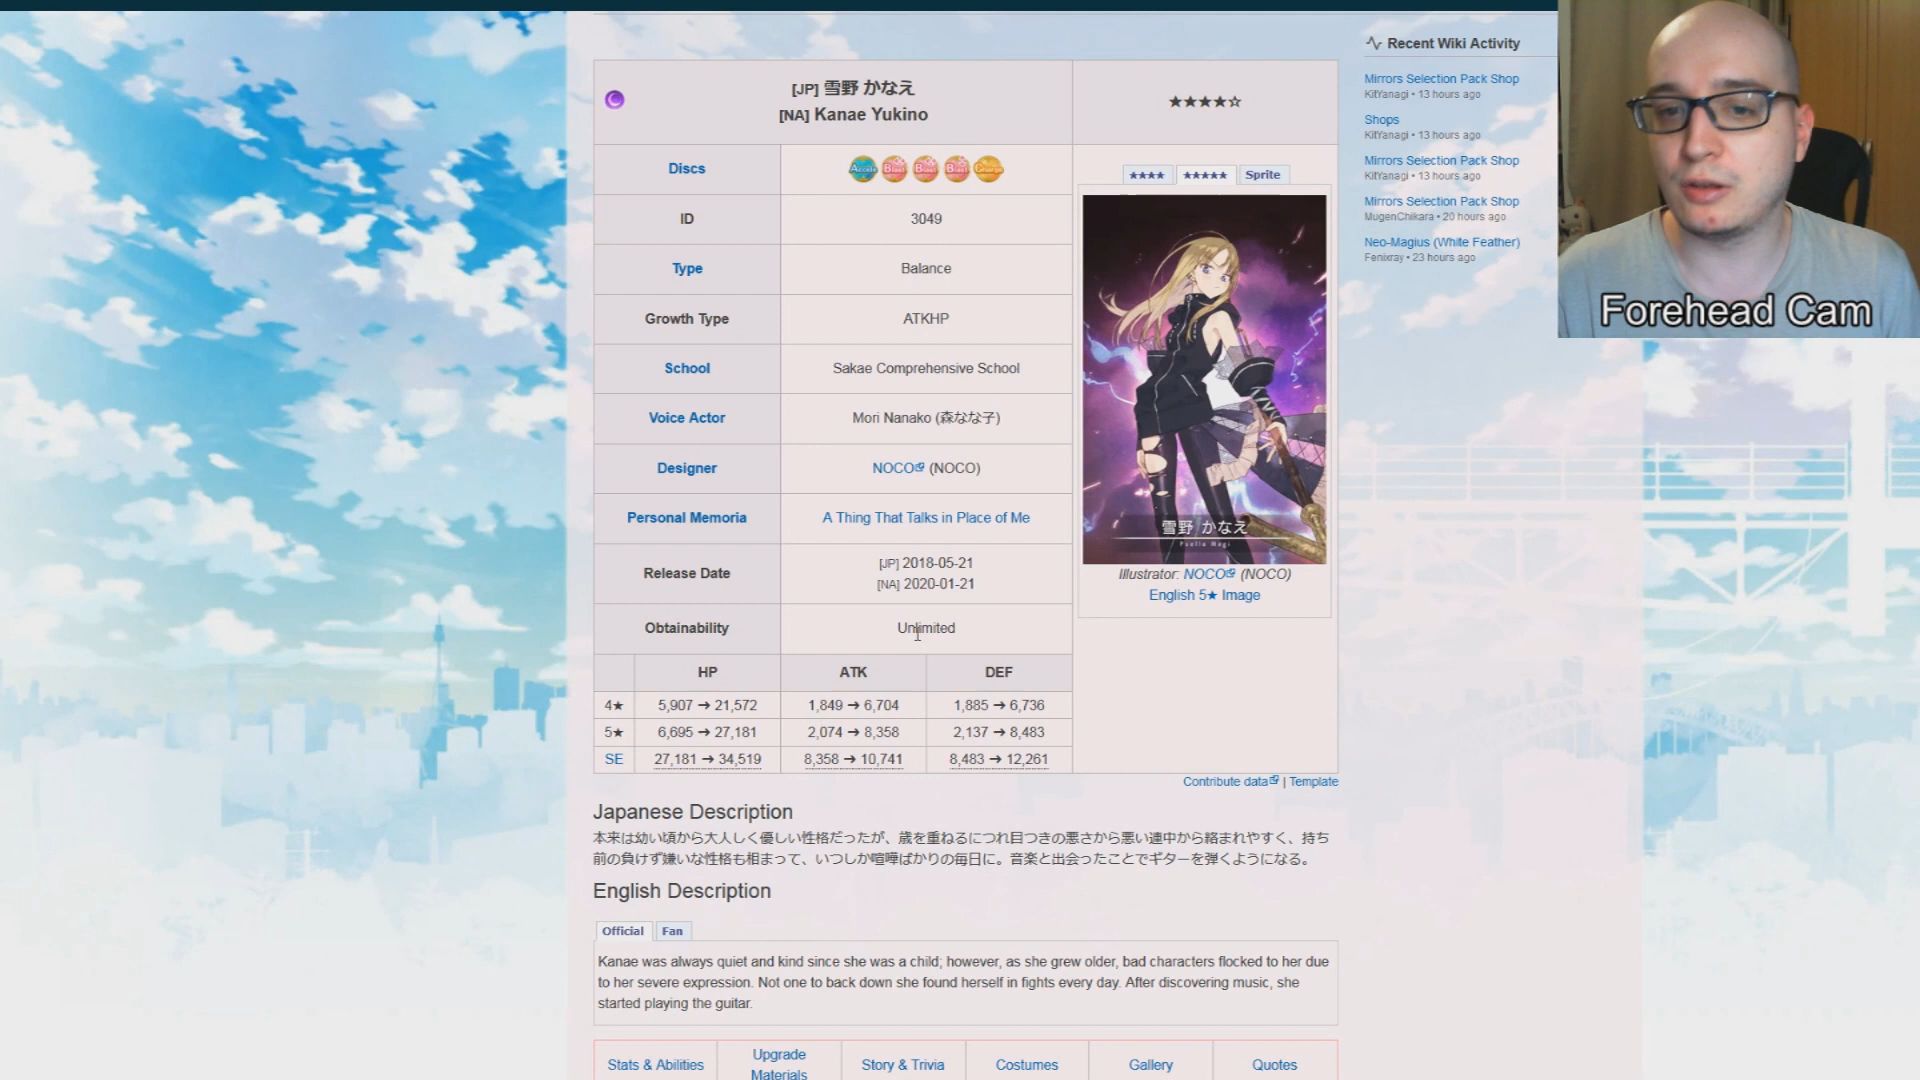 [JP] 雪野 かなえ
[NA] Kanae Yukino
★★★★☆
Discs
Accele Blast Blast Blast Charge
ID
3049
Type
Balance
Growth Type
ATKHP
School
Sakae Comprehensive School
Voice Actor
Mori Nanako (森なな子)
Designer
NOCO (NOCO)
Personal Memoria
A Thing That Talks in Place of Me
Release Date
[JP] 2018-05-21
[NA] 2020-01-21
Obtainability
Unlimited
HP ATK DEF
4★ 5,907 → 21,572 1,849 → 6,704 1,885 → 6,736
5★ 6,695 → 27,181 2,074 → 8,358 2,137 → 8,483
SE 27,181 → 34,519 8,358 → 10,741 8,483 → 12,261
★★★★ ★★★★★ Sprite
雪野 かなえ
Puella Magi
Illustrator: NOCO (NOCO)
English 5★ Image
Contribute data | Template
Japanese Description
本来は幼い頃から大人しく優しい性格だったが、歳を重ねるにつれ目つきの悪さから悪い連中から絡まれやすく、持ち
前の負けず嫌いな性格も相まって、いつしか喧嘩ばかりの毎日に。音楽と出会ったことでギターを弾くようになる。
English Description
Official Fan
Kanae was always quiet and kind since she was a child; however, as she grew older, bad characters flocked to her due
to her severe expression. Not one to back down she found herself in fights every day. After discovering music, she
started playing the guitar.
Stats & Abilities
Upgrade
Materials
Story & Trivia
Costumes
Gallery
Quotes
Recent Wiki Activity
Mirrors Selection Pack Shop
KitYanagi • 13 hours ago
Shops
KitYanagi • 13 hours ago
Mirrors Selection Pack Shop
KitYanagi • 13 hours ago
Mirrors Selection Pack Shop
MugenChikara • 20 hours ago
Neo-Magius (White Feather)
Fenixray • 23 hours ago
Forehead Cam